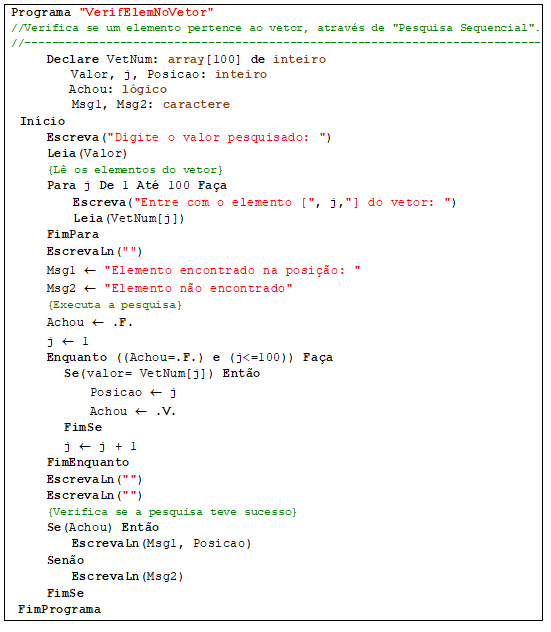 Programa "VerifElemNoVetor"
//Verifica se um elemento pertence ao vetor, através de "Pesquisa Sequencial".
//------------------------------------------------------------------------------
Declare VetNum: array[100] de inteiro
Valor, j, Posicao: inteiro
Achou: lógico
Msg1, Msg2: caractere
Início
Escreva("Digite o valor pesquisado: ")
Leia(Valor)
{Lê os elementos do vetor}
Para j De 1 Até 100 Faça
Escreva("Entre com o elemento [", j,"] do vetor: ")
Leia(VetNum[j])
FimPara
EscrevaLn("")
Msg1 ← "Elemento encontrado na posição: "
Msg2 ← "Elemento não encontrado"
{Executa a pesquisa}
Achou ← .F.
j ← 1
Enquanto ((Achou=.F.) e (j<=100)) Faça
Se(valor= VetNum[j]) Então
Posicao ← j
Achou ← .V.
FimSe
j ← j + 1
FimEnquanto
EscrevaLn("")
EscrevaLn("")
{Verifica se a pesquisa teve sucesso}
Se(Achou) Então
EscrevaLn(Msg1, Posicao)
Senão
EscrevaLn(Msg2)
FimSe
FimPrograma